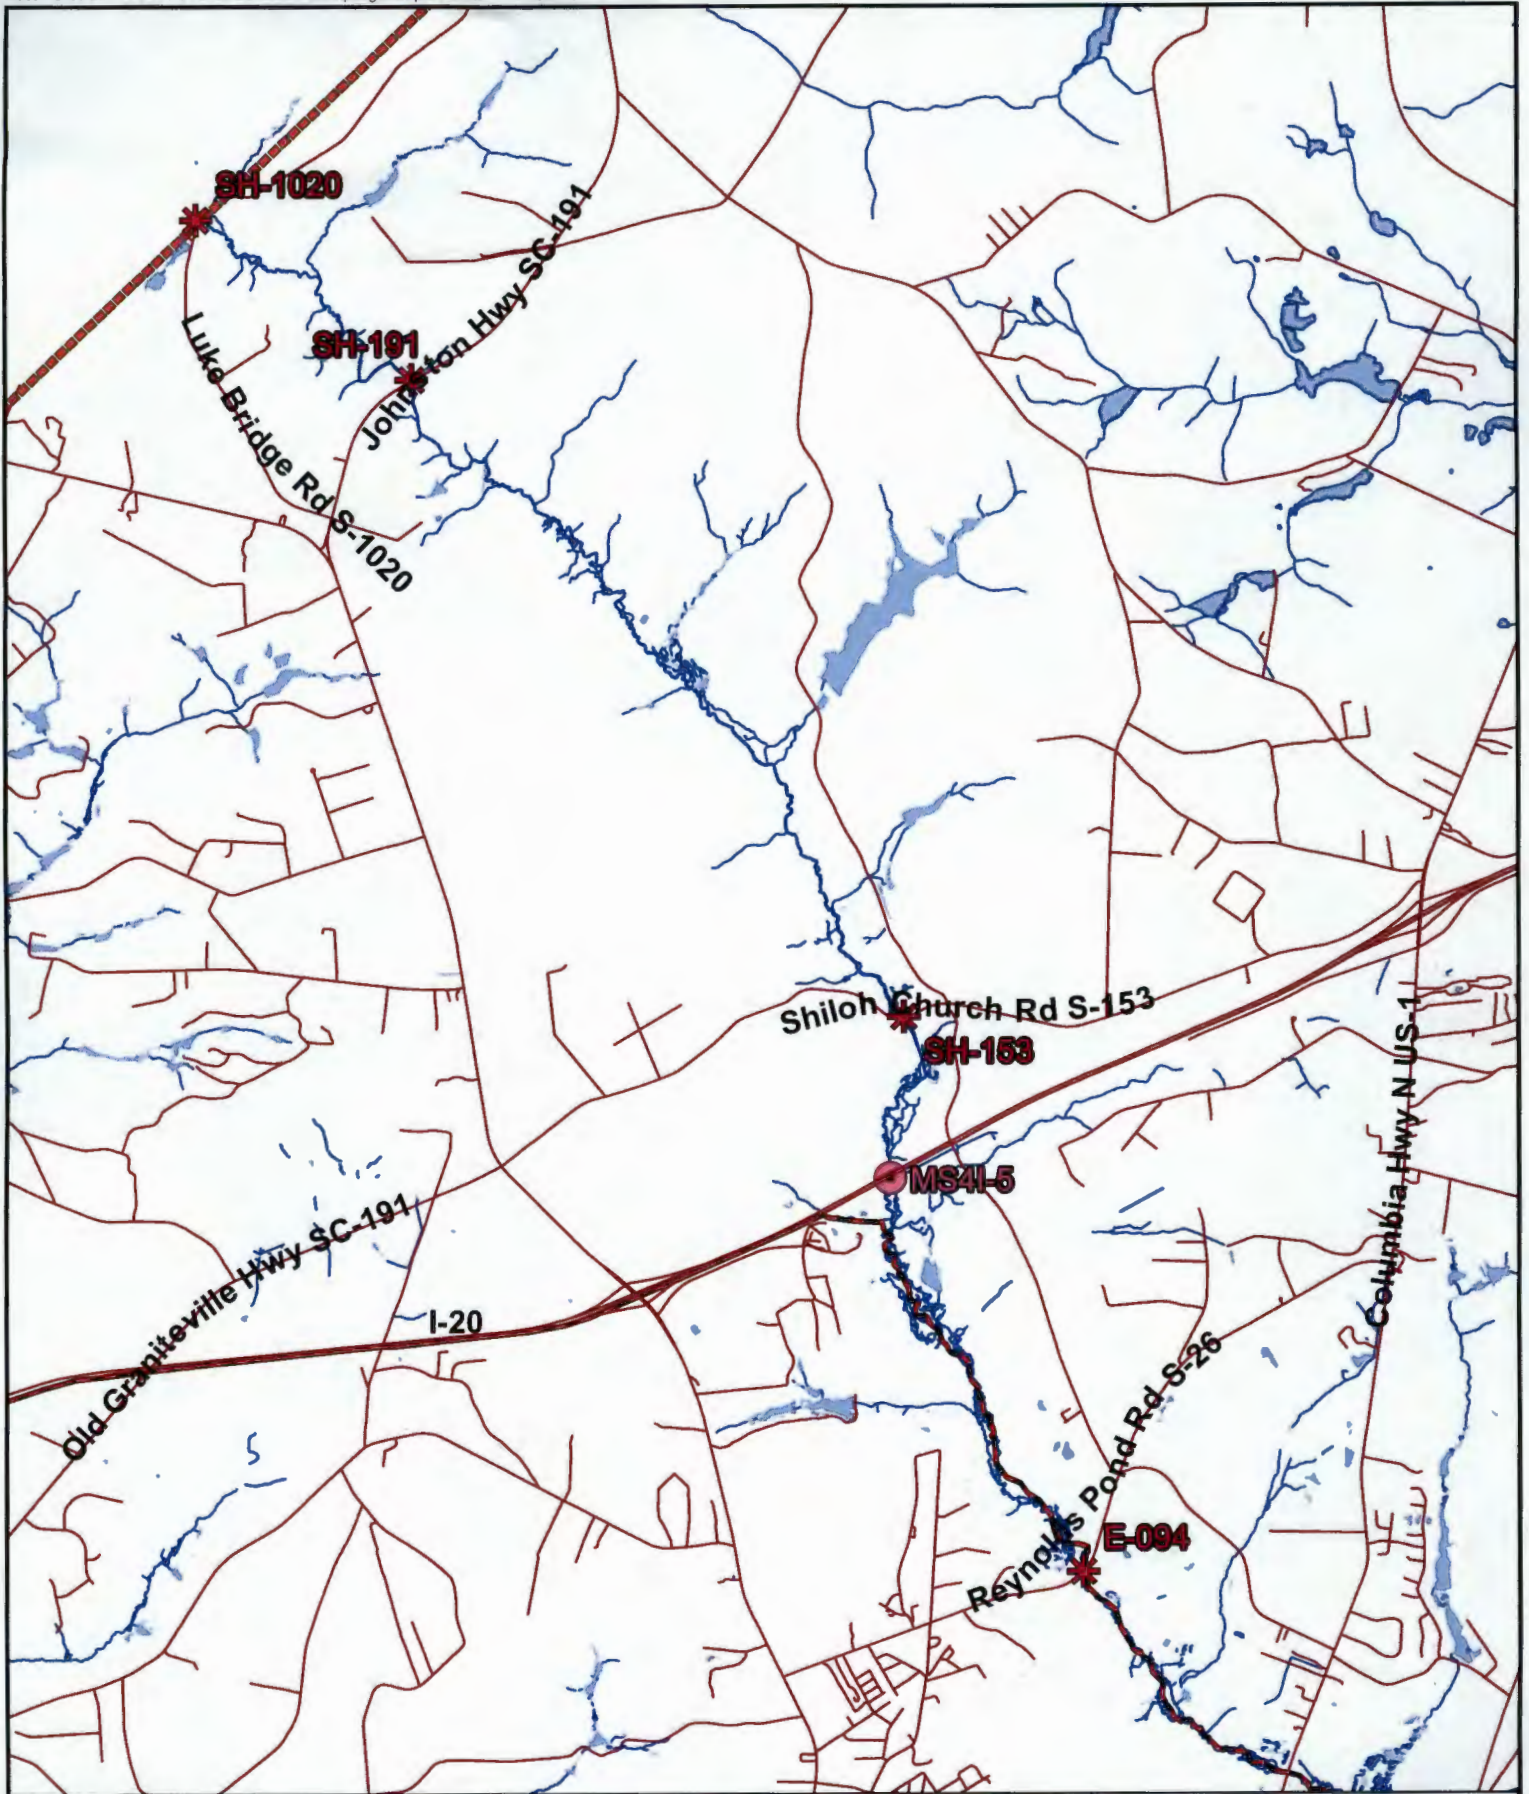 SH-1020
Johnston Hwy SC-191
SH-191
Luke Bridge Rd S-1020
Shiloh Church Rd S-153
SH-153
MS4I-5
Old Graniteville Hwy SC-191
I-20
Columbia Hwy N US-1
Reynolds Pond Rd S-26
E-094